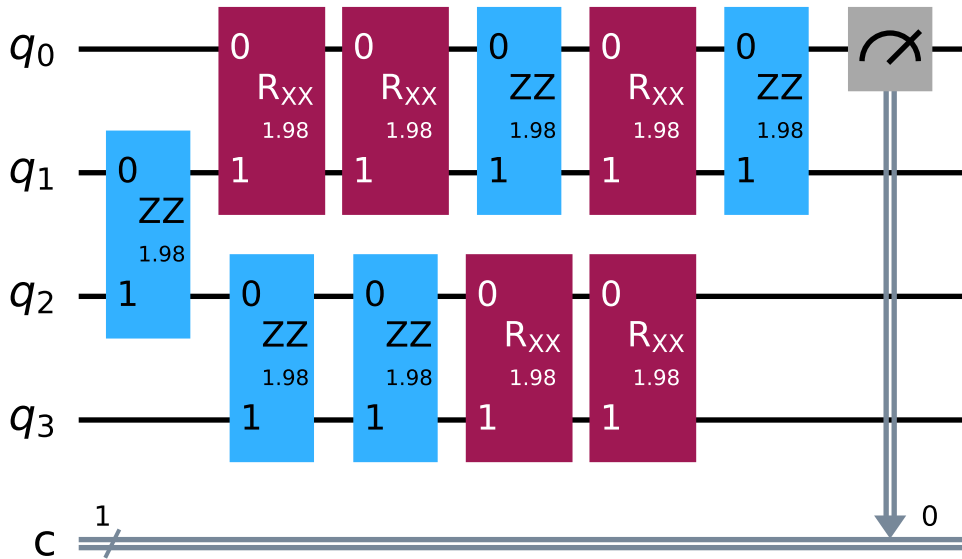 q0 0 0 0 0 0
RXX RXX ZZ RXX ZZ
1.98 1.98 1.98 1.98 1.98
q1 0 1 1 1 1 1
ZZ
1.98
q2 1 0 0 0 0
ZZ ZZ RXX RXX
1.98 1.98 1.98 1.98
q3 1 1 1 1
1 0
c